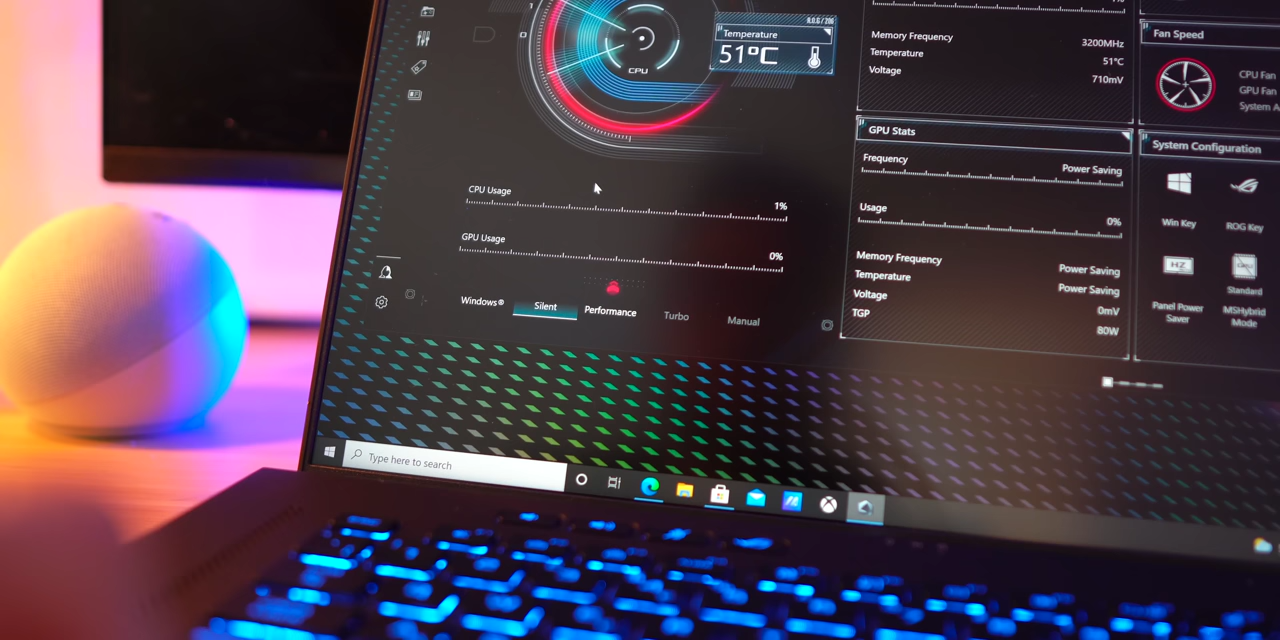 CPU
R.O.G / 200
Temperature
51°C
CPU Usage
1%
GPU Usage
0%
Windows®
Silent
Performance
Turbo
Manual
Memory Frequency
3200MHz
Temperature
51°C
Voltage
710mV
GPU Stats
Frequency
Power Saving
Usage
0%
Memory Frequency
Power Saving
Temperature
Power Saving
Voltage
0mV
TGP
80W
Fan Speed
CPU Fan
GPU Fan
System
System Configuration
Win Key
ROG Key
HZ
Panel Power
Saver
Standard
MSHybrid
Mode
Type here to search